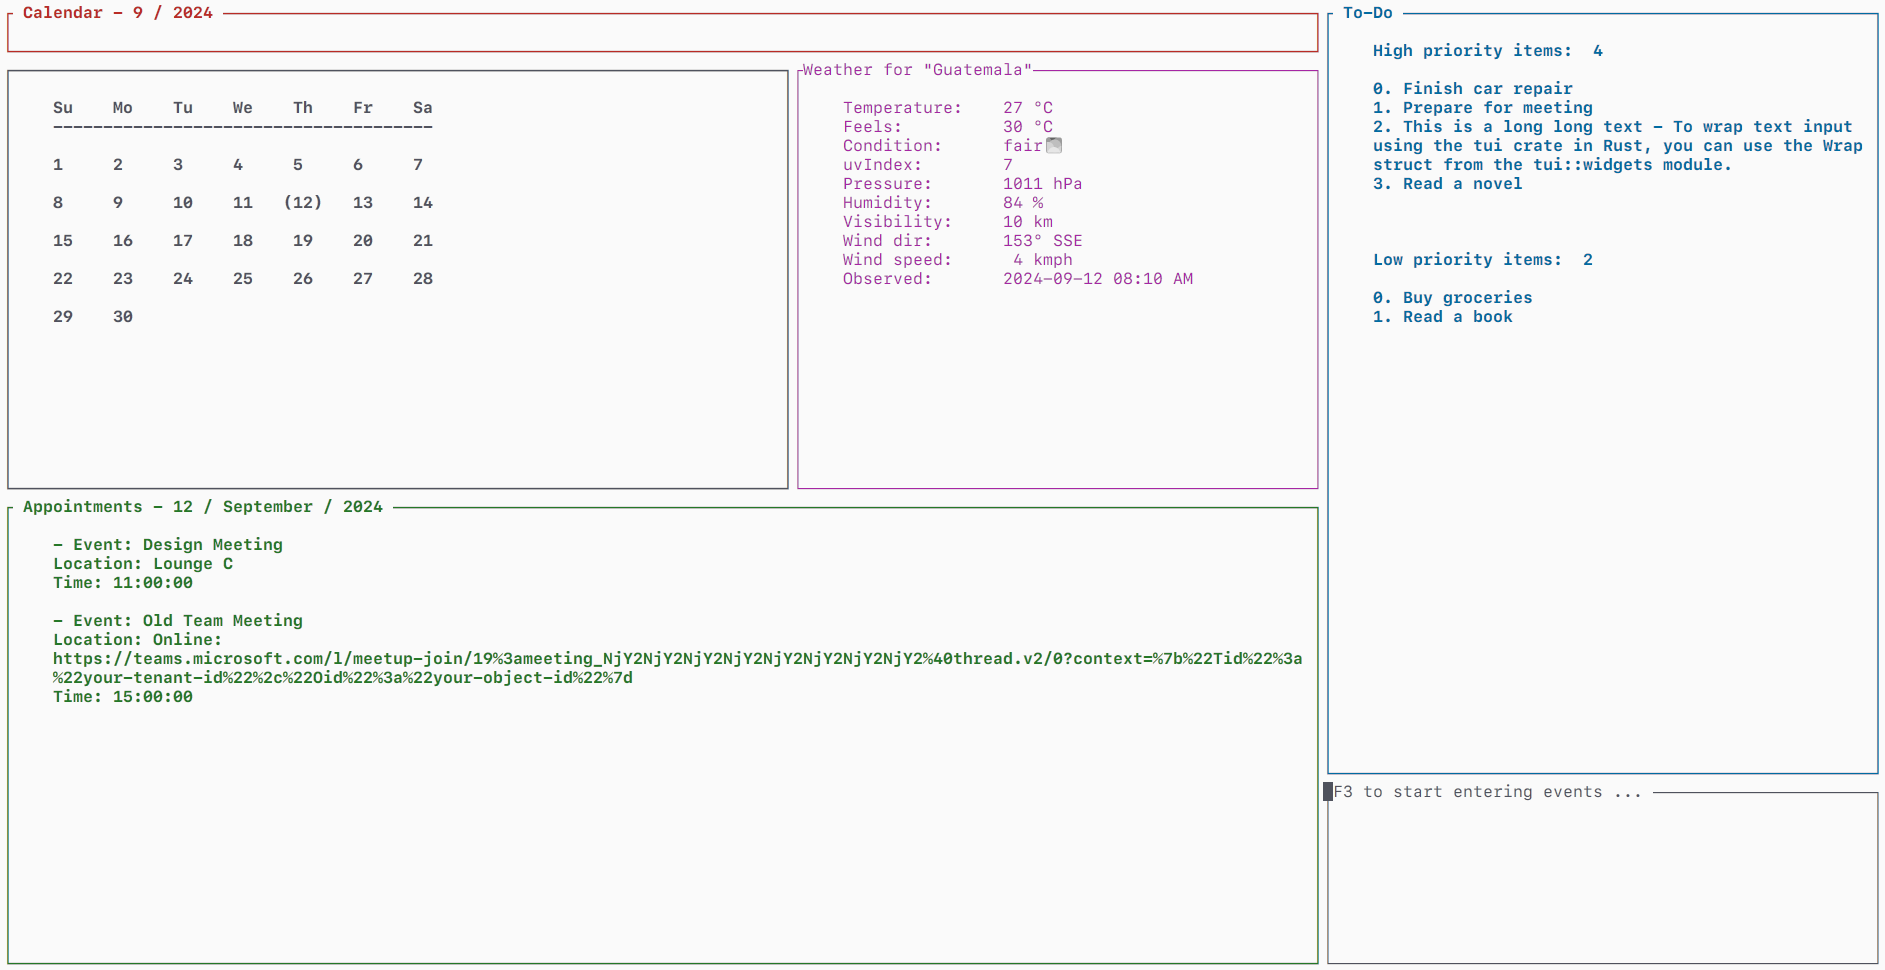 Calendar - 9 / 2024
Su Mo Tu We Th Fr Sa
1 2 3 4 5 6 7
8 9 10 11 (12) 13 14
15 16 17 18 19 20 21
22 23 24 25 26 27 28
29 30
Weather for "Guatemala"
Temperature: 27 °C
Feels: 30 °C
Condition: fair
uvIndex: 7
Pressure: 1011 hPa
Humidity: 84 %
Visibility: 10 km
Wind dir: 153° SSE
Wind speed: 4 kmph
Observed: 2024-09-12 08:10 AM
Appointments - 12 / September / 2024
- Event: Design Meeting
Location: Lounge C
Time: 11:00:00
- Event: Old Team Meeting
Location: Online:
https://teams.microsoft.com/l/meetup-join/19%3ameeting_NjY2NjY2NjY2NjY2NjY2NjY2NjY2NjY2%40thread.v2/0?context=%7b%22Tid%22%3a
%22your-tenant-id%22%2c%22Oid%22%3a%22your-object-id%22%7d
Time: 15:00:00
To-Do
High priority items: 4
0. Finish car repair
1. Prepare for meeting
2. This is a long long text - To wrap text input
using the tui crate in Rust, you can use the Wrap
struct from the tui::widgets module.
3. Read a novel
Low priority items: 2
0. Buy groceries
1. Read a book
F3 to start entering events ...